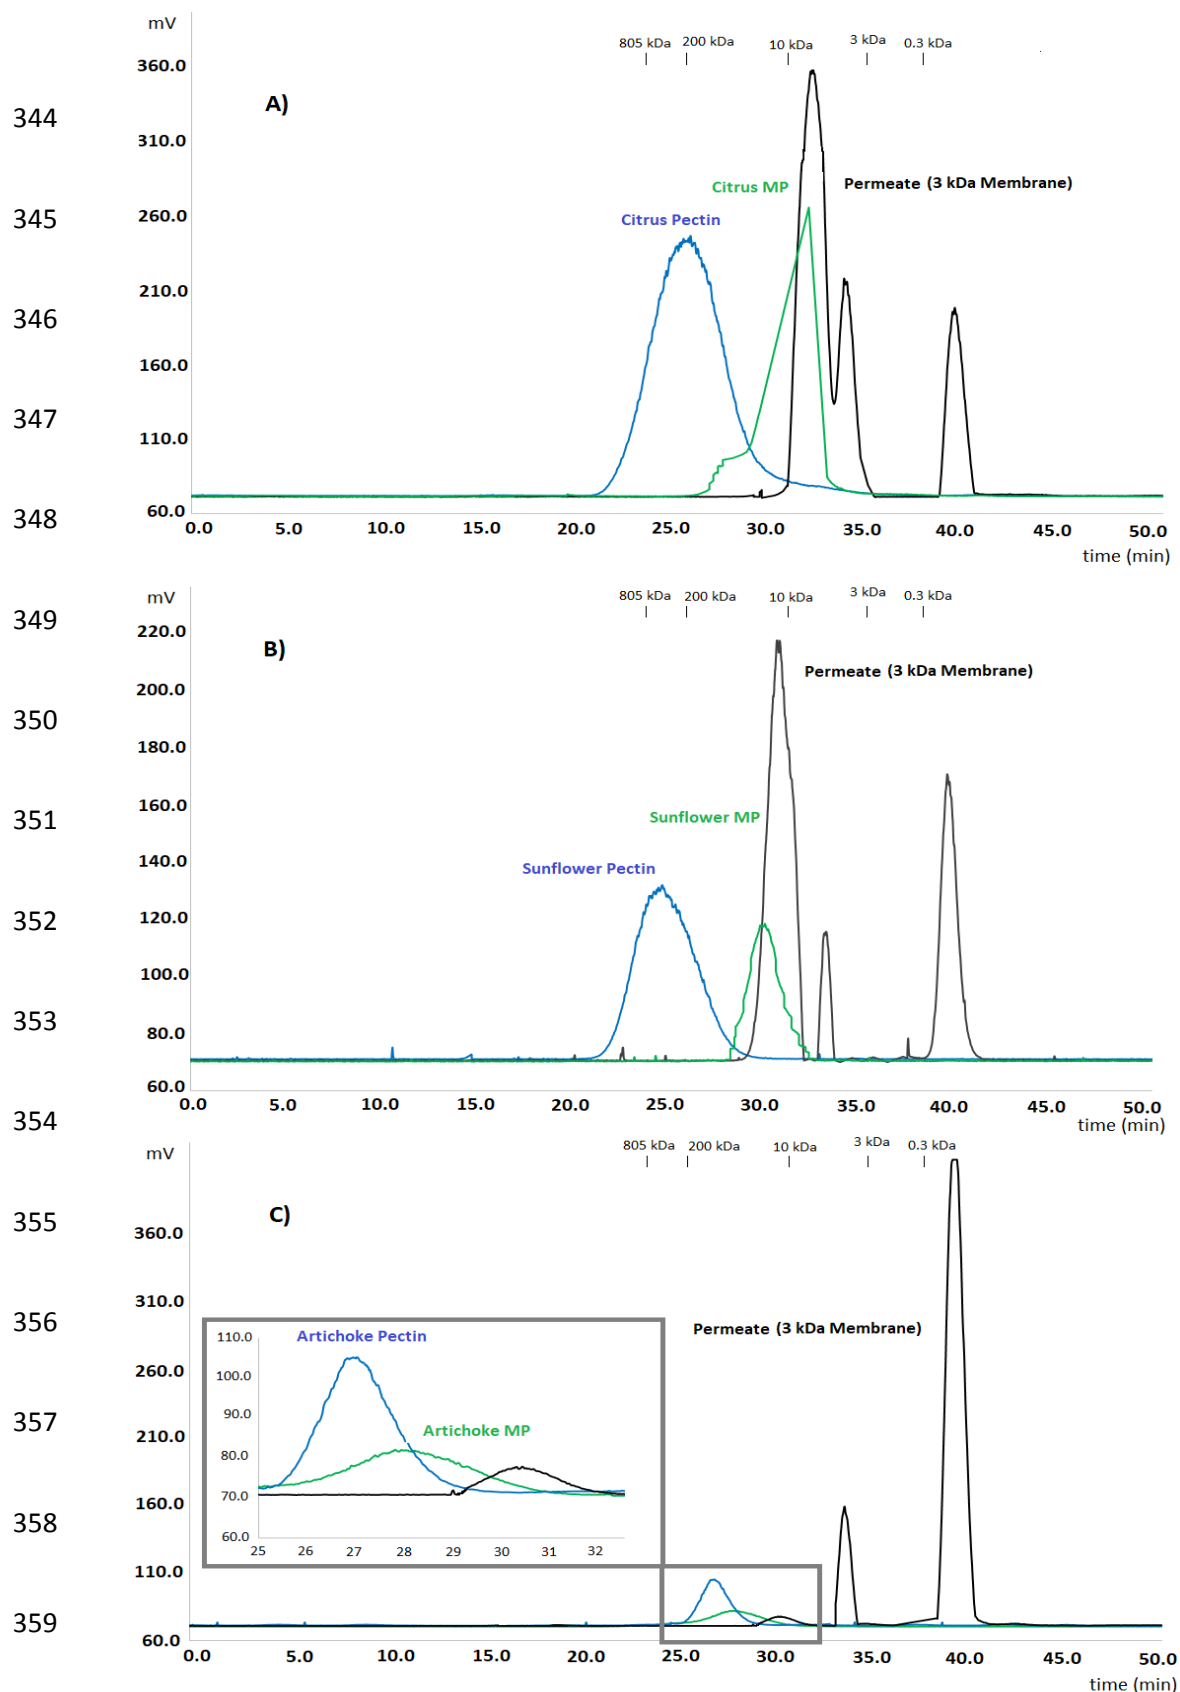 mV
805 kDa 200 kDa 10 kDa 3 kDa 0.3 kDa
360.0
A)
344
310.0
Citrus MP Permeate (3 kDa Membrane)
345
260.0
Citrus Pectin
210.0
346
160.0
347
110.0
348
60.0
0.0 5.0 10.0 15.0 20.0 25.0 30.0 35.0 40.0 45.0 50.0
time (min)
mV
805 kDa 200 kDa 10 kDa 3 kDa 0.3 kDa
349
220.0
B)
Permeate (3 kDa Membrane)
200.0
350
180.0
160.0
Sunflower MP
351
140.0
Sunflower Pectin
120.0
352
100.0
353
80.0
60.0
0.0 5.0 10.0 15.0 20.0 25.0 30.0 35.0 40.0 45.0 50.0
354
time (min)
mV
805 kDa 200 kDa 10 kDa 3 kDa 0.3 kDa
355
C)
360.0
310.0
356
Permeate (3 kDa Membrane)
110.0
Artichoke Pectin
260.0
100.0
90.0
357
Artichoke MP
210.0
80.0
70.0
160.0
358
60.0
25 26 27 28 29 30 31 32
110.0
359
60.0
0.0 5.0 10.0 15.0 20.0 25.0 30.0 35.0 40.0 45.0 50.0
time (min)